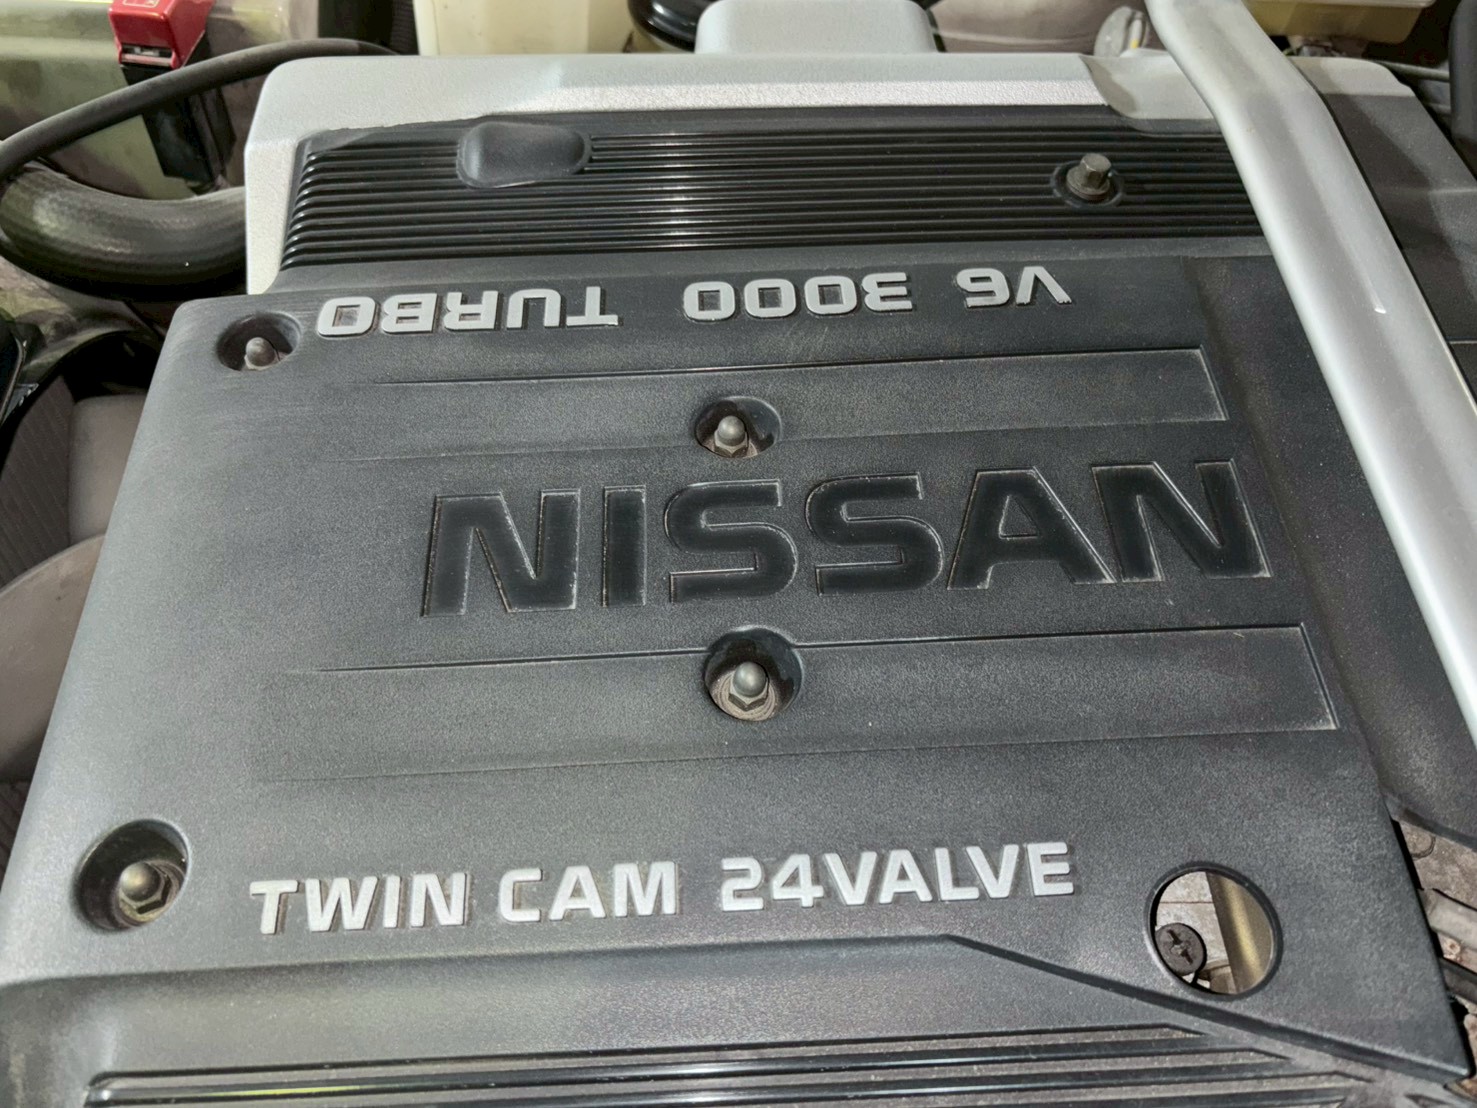 V6 3000 TURBO
NISSAN
TWIN CAM 24VALVE